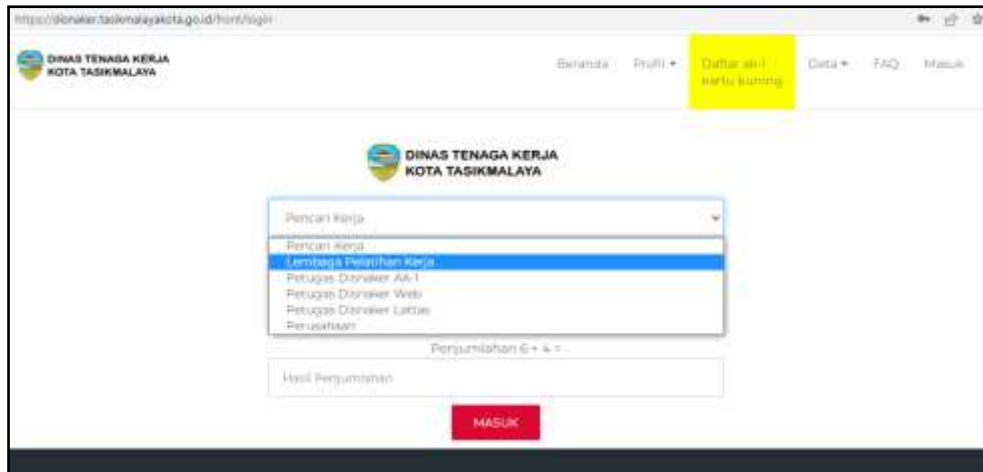 https://disnaker.tasikmalayakota.go.id/front/login
DINAS TENAGA KERJA
KOTA TASIKMALAYA
Beranda Profil Daftar ak-1 kartu kuning Data FAQ Masuk
DINAS TENAGA KERJA
KOTA TASIKMALAYA
Pencari Kerja
Pencari Kerja
Lembaga Pelatihan Kerja
Petugas Disnaker AK-1
Petugas Disnaker Web
Petugas Disnaker Lattas
Perusahaan
Penjumlahan 6 + 4 =
Hasil Penjumlahan
MASUK